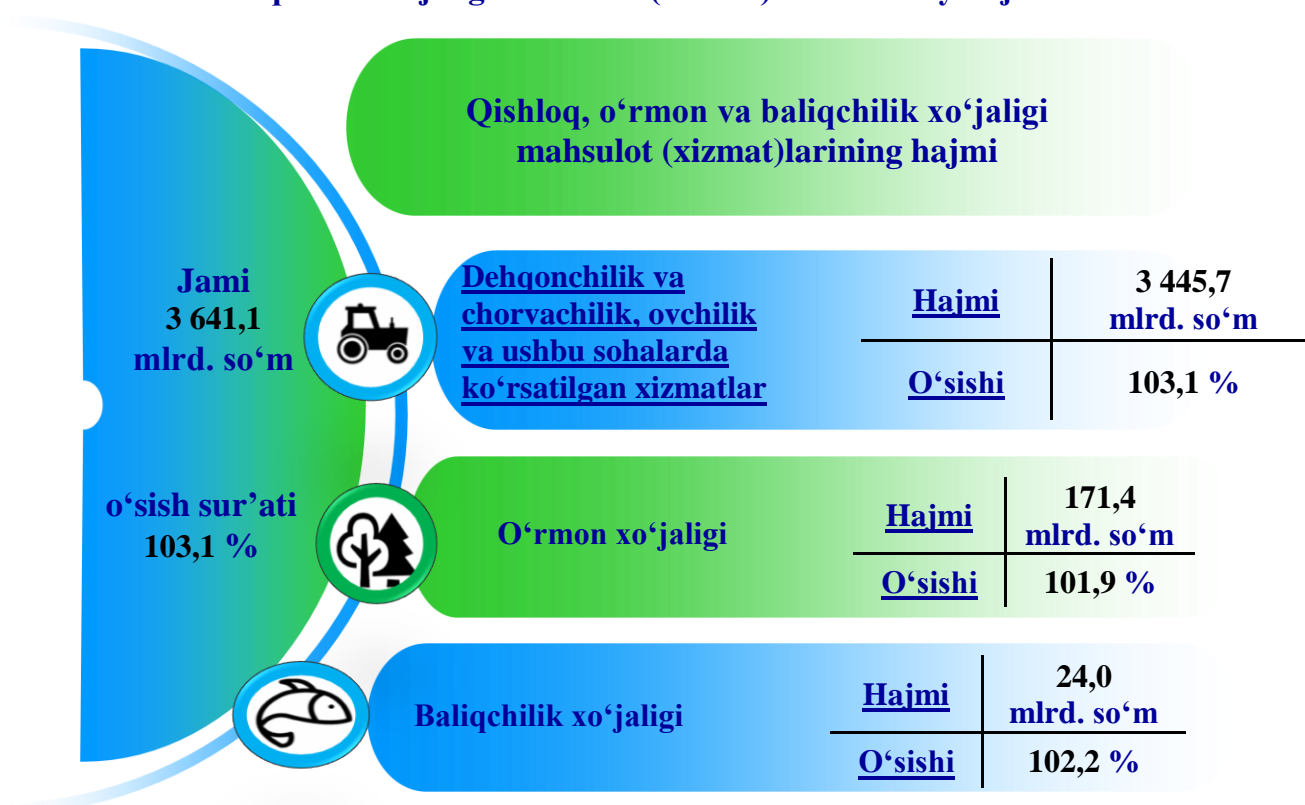 Qishloq, o‘rmon va baliqchilik xo‘jaligi
mahsulot (xizmat)larining hajmi
Jami
3 641,1
mlrd. so‘m
o‘sish sur’ati
103,1 %
Dehqonchilik va
chorvachilik, ovchilik
va ushbu sohalarda
ko‘rsatilgan xizmatlar
Hajmi
3 445,7
mlrd. so‘m
O‘sishi
103,1 %
O‘rmon xo‘jaligi
Hajmi
171,4
mlrd. so‘m
O‘sishi
101,9 %
Baliqchilik xo‘jaligi
Hajmi
24,0
mlrd. so‘m
O‘sishi
102,2 %